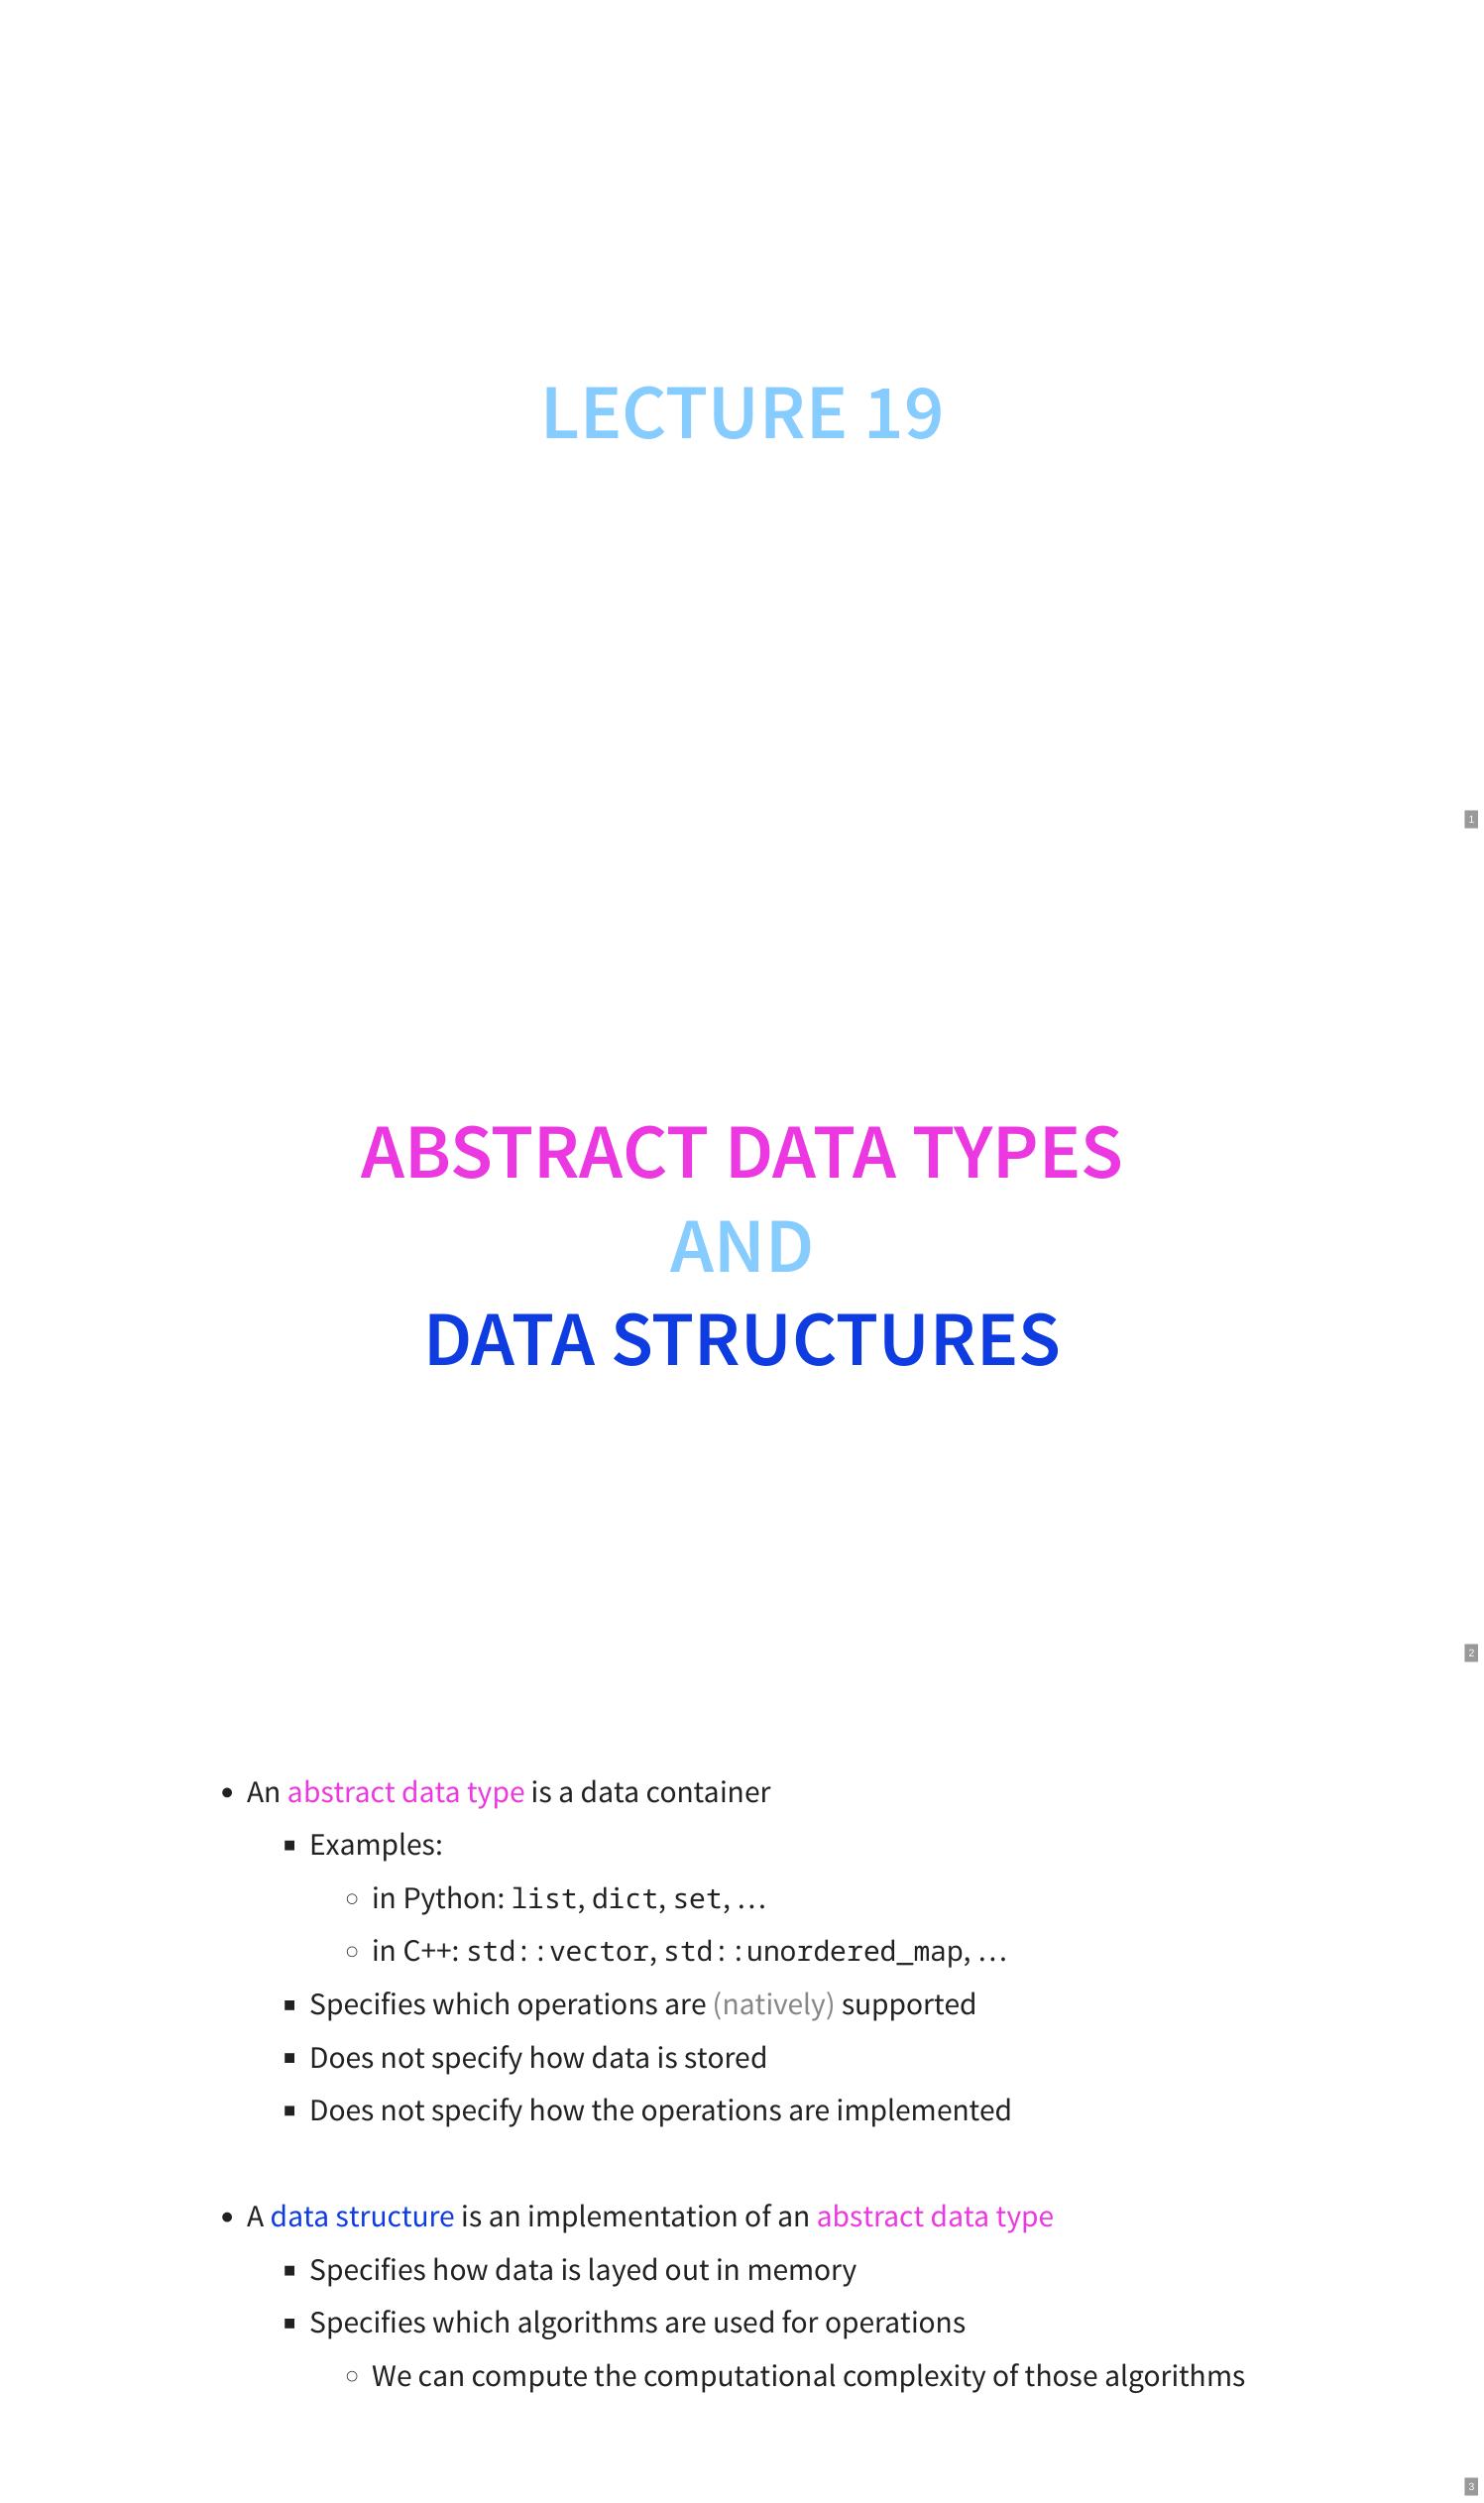 LECTURE 19
1
ABSTRACT DATA TYPES
AND
DATA STRUCTURES
2
• An abstract data type is a data container
▪ Examples:
◦ in Python: list, dict, set, …
◦ in C++: std::vector, std::unordered_map, …
▪ Specifies which operations are (natively) supported
▪ Does not specify how data is stored
▪ Does not specify how the operations are implemented
• A data structure is an implementation of an abstract data type
▪ Specifies how data is layed out in memory
▪ Specifies which algorithms are used for operations
◦ We can compute the computational complexity of those algorithms
3